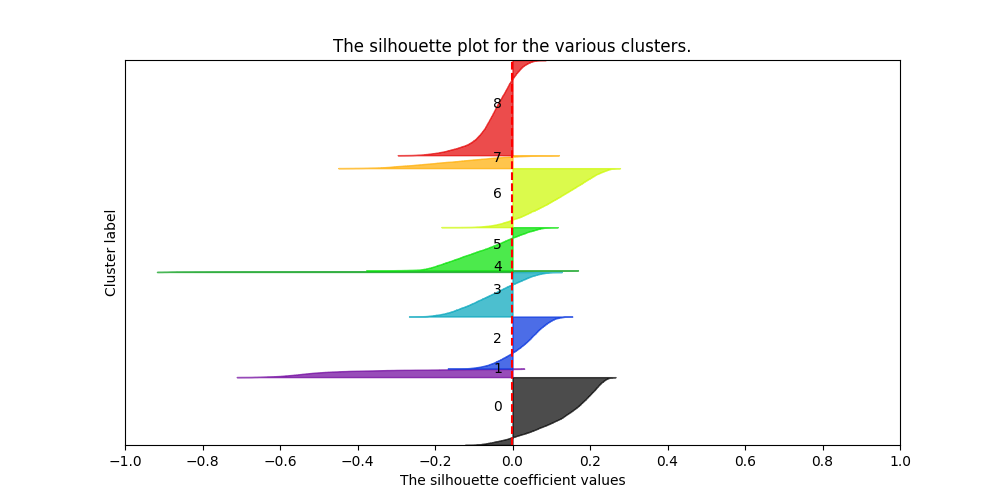 The silhouette plot for the various clusters.
8
7
6
5
4
3
2
1
0
Cluster label
−1.0 −0.8 −0.6 −0.4 −0.2 0.0 0.2 0.4 0.6 0.8 1.0
The silhouette coefficient values